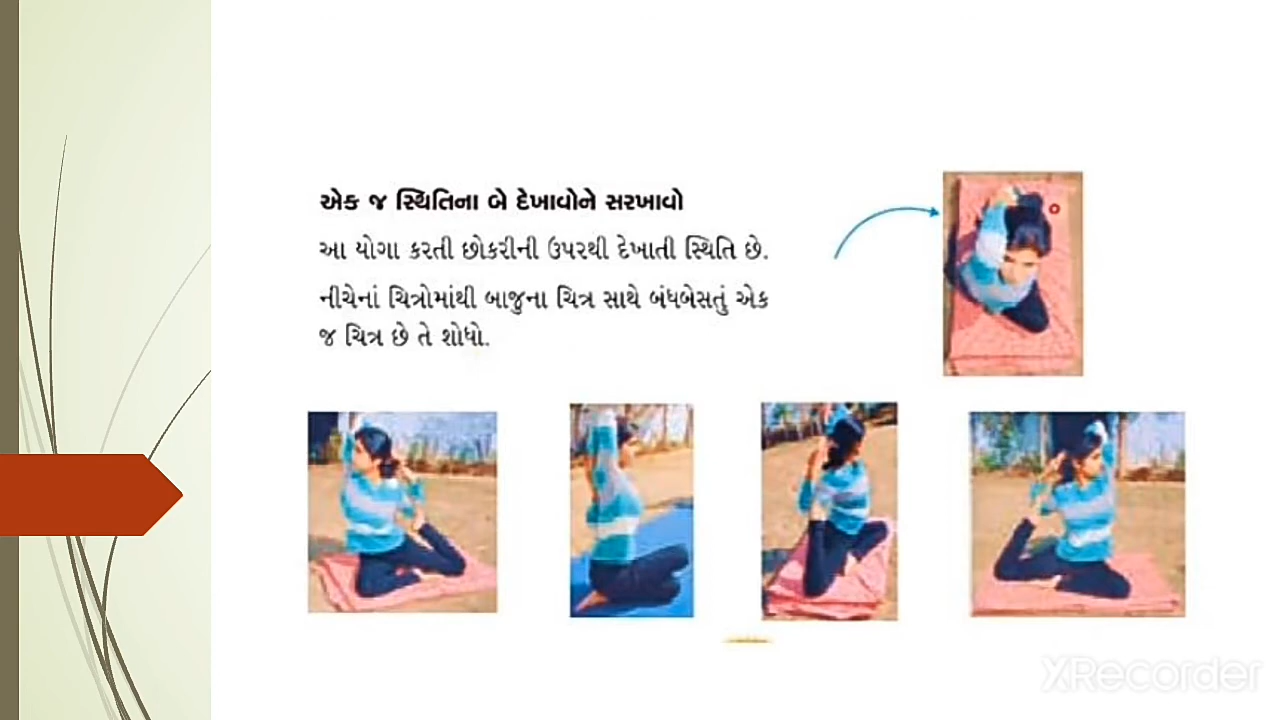 એક જ સ્થિતિના બે દેખાવોને સરખાવો
આ યોગા કરતી છોકરીની ઉપરથી દેખાતી સ્થિતિ છે.
નીચેનાં ચિત્રોમાંથી બાજુના ચિત્ર સાથે બંધબેસતું એક
જ ચિત્ર છે તે શોધો.
XRecorder